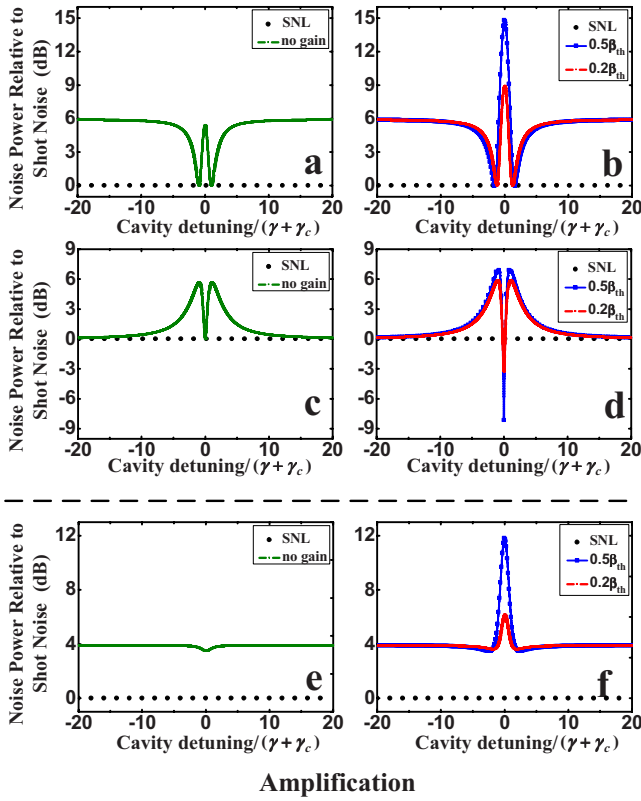 Noise Power Relative to
Shot Noise (dB)
15
12
9
6
3
0
SNL
no gain
a
-20 -10 0 10 20
Cavity detuning/(γ+γc)
15
12
9
6
3
0
SNL
0.5βth
0.2βth
b
-20 -10 0 10 20
Cavity detuning/(γ+γc)
Noise Power Relative to
Shot Noise (dB)
9
6
3
0
-3
-6
-9
SNL
no gain
c
-20 -10 0 10 20
Cavity detuning/(γ+γc)
9
6
3
0
-3
-6
-9
SNL
0.5βth
0.2βth
d
-20 -10 0 10 20
Cavity detuning/(γ+γc)
Noise Power Relative to
Shot Noise (dB)
12
8
4
0
SNL
no gain
e
-20 -10 0 10 20
Cavity detuning/(γ+γc)
12
8
4
0
SNL
0.5βth
0.2βth
f
-20 -10 0 10 20
Cavity detuning/(γ+γc)
Amplification